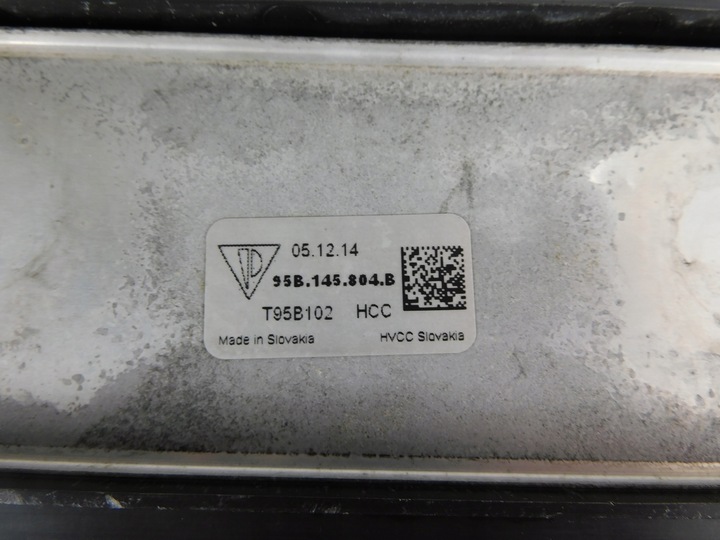 05.12.14
95B.145.804.B
T95B102 HCC
Made in Slovakia HVCC Slovakia